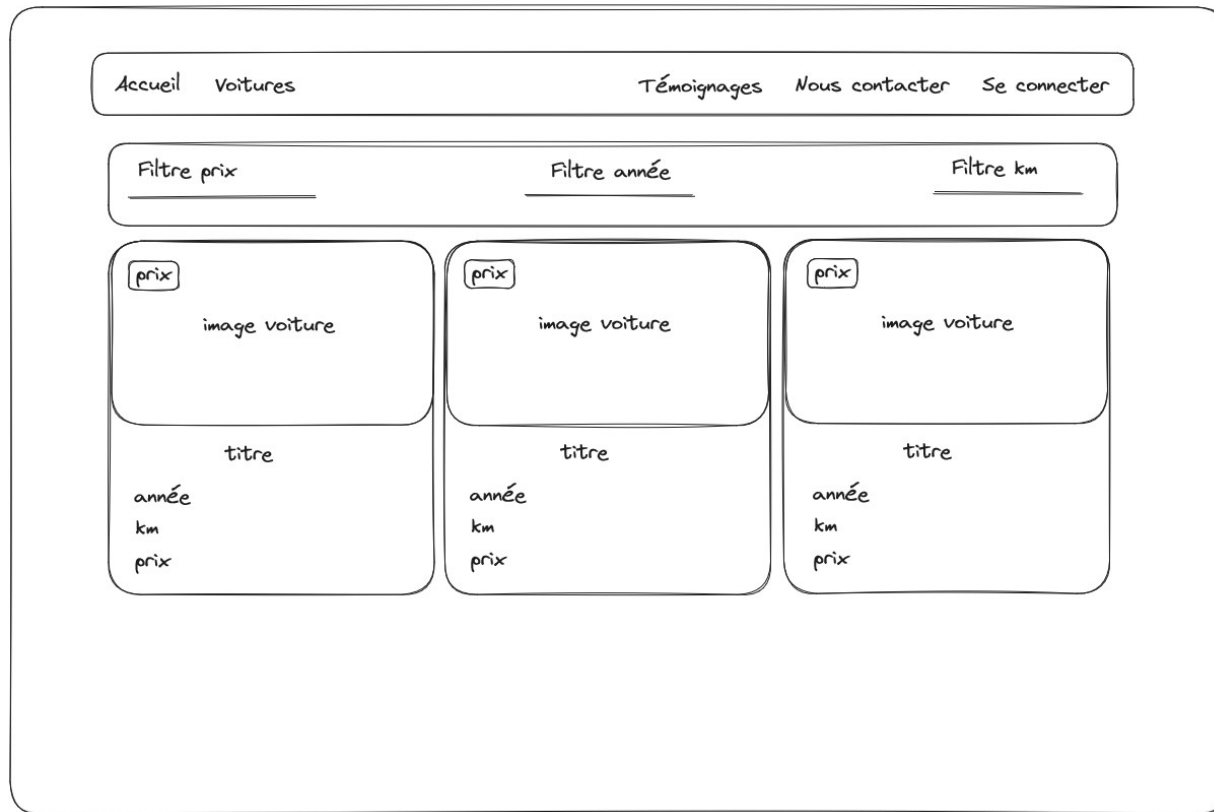 Accueil Voitures Témoignages Nous contacter Se connecter
Filtre prix Filtre année Filtre km
prix prix prix
image voiture image voiture image voiture
titre titre titre
année année année
km km km
prix prix prix